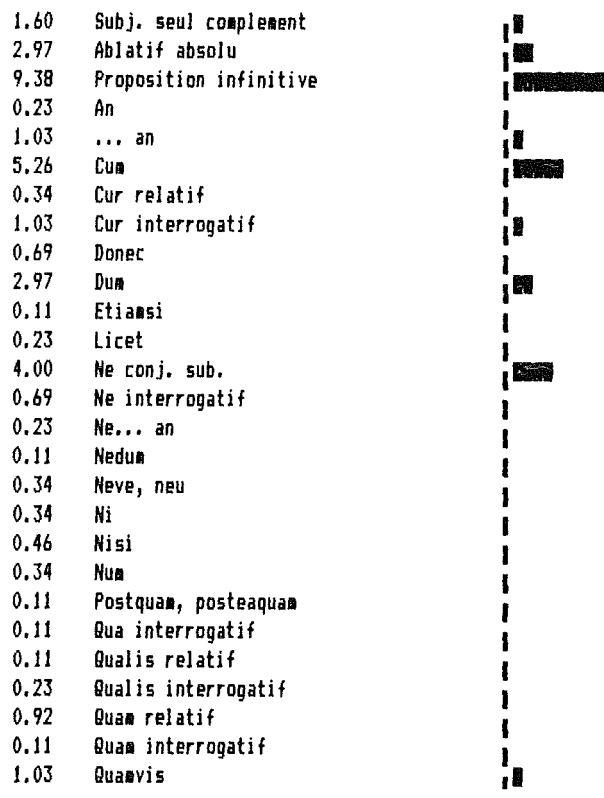 1.60 Subj. seul complement
2.97 Ablatif absolu
9.38 Proposition infinitive
0.23 An
1.03 ... an
5.26 Cum
0.34 Cur relatif
1.03 Cur interrogatif
0.69 Donec
2.97 Dum
0.11 Etiamsi
0.23 Licet
4.00 Ne conj. sub.
0.69 Ne interrogatif
0.23 Ne... an
0.11 Nedum
0.34 Neve, neu
0.34 Ni
0.46 Nisi
0.34 Num
0.11 Postquam, posteaquam
0.11 Qua interrogatif
0.11 Qualis relatif
0.23 Qualis interrogatif
0.92 Quam relatif
0.11 Quam interrogatif
1.03 Quamvis